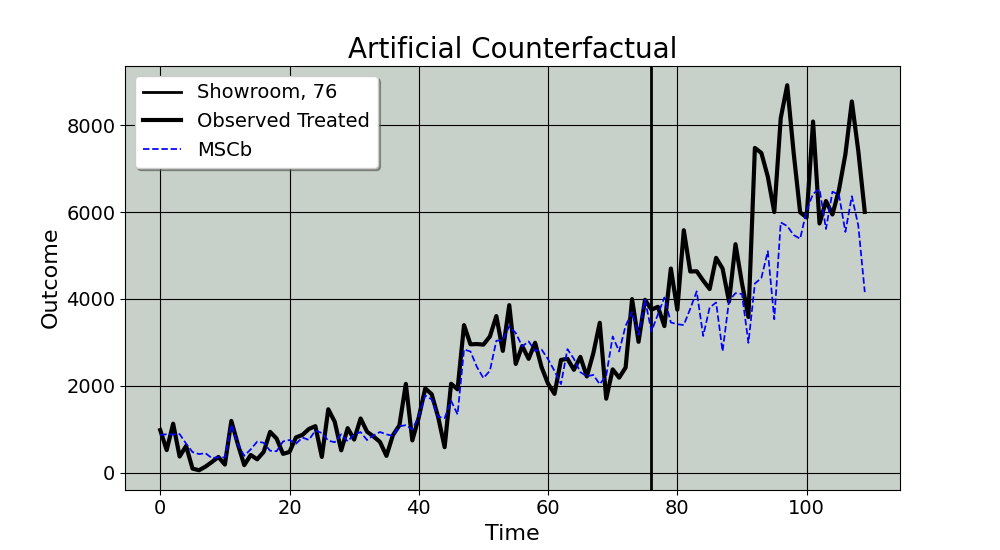 Artificial Counterfactual
Showroom, 76
Observed Treated
MSCb
Outcome
8000
6000
4000
2000
0
0 20 40 60 80 100
Time